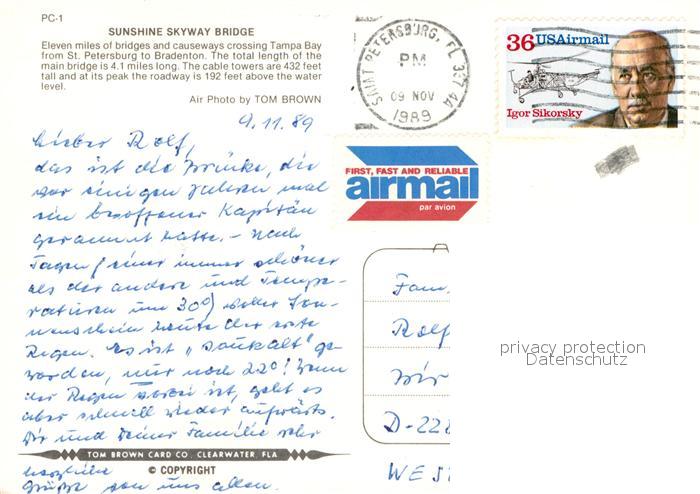 PC-1
SUNSHINE SKYWAY BRIDGE
Eleven miles of bridges and causeways crossing Tampa Bay
from St. Petersburg to Bradenton. The total length of the
main bridge is 4.1 miles long. The cable towers are 432 feet
tall and at its peak the roadway is 192 feet above the water
level.
Air Photo by TOM BROWN
SAINT PETERSBURG, FL 337 4A
PM
09 NOV
1989
36 USAirmail
Igor Sikorsky
FIRST, FAST AND RELIABLE
airmail
par avion
9.11.89
Lieber Rolf,
das ist die Brücke, die
vor einigen Jahren mal
ein besoffener Kapitän
gerammt hatte. – Nach
Tagen (einer immer schöner
als der andere und Tempe-
raturen um 30°) voller Son-
nenschein heute der erste
Regen. Es ist "saukalt" ge-
worden, nur noch 22°! Wenn
der Regen vorbei ist, geht es
aber schnell wieder aufwärts.
Dir und Deiner Familie sehr
herzliche
Grüße von uns allen.
Fam.
Rolf
D-228
WEST
privacy protection
Datenschutz
TOM BROWN CARD CO. CLEARWATER, FLA
© COPYRIGHT